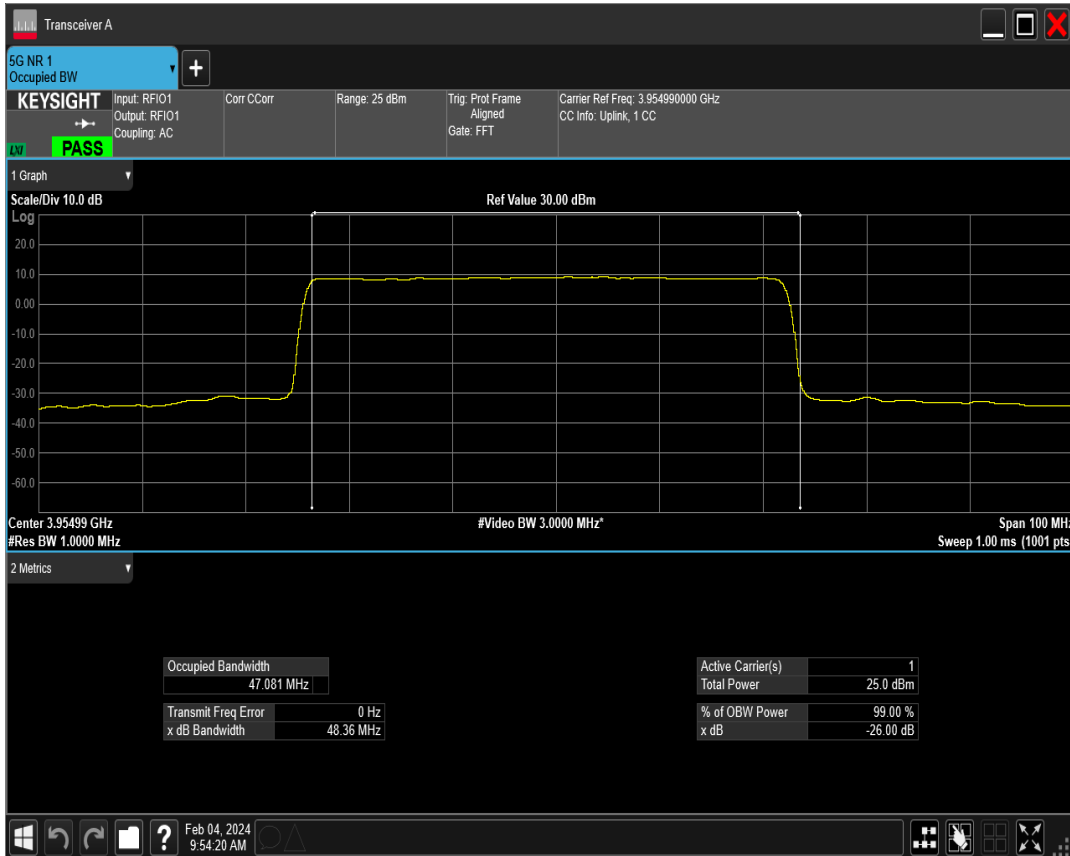 Transceiver A
5G NR 1
Occupied BW
KEYSIGHT
LXI
PASS
Input: RFIO1
Output: RFIO1
Coupling: AC
Corr CCorr
Range: 25 dBm
Trig: Prot Frame
Aligned
Gate: FFT
Carrier Ref Freq: 3.954990000 GHz
CC Info: Uplink, 1 CC
1 Graph
Scale/Div 10.0 dB
Ref Value 30.00 dBm
Log
20.0
10.0
0.00
-10.0
-20.0
-30.0
-40.0
-50.0
-60.0
Center 3.95499 GHz
#Video BW 3.0000 MHz*
Span 100 MHz
#Res BW 1.0000 MHz
Sweep 1.00 ms (1001 pts
2 Metrics
Occupied Bandwidth
47.081 MHz
Transmit Freq Error 0 Hz
x dB Bandwidth 48.36 MHz
Active Carrier(s) 1
Total Power 25.0 dBm
% of OBW Power 99.00 %
x dB -26.00 dB
?
Feb 04, 2024
9:54:20 AM